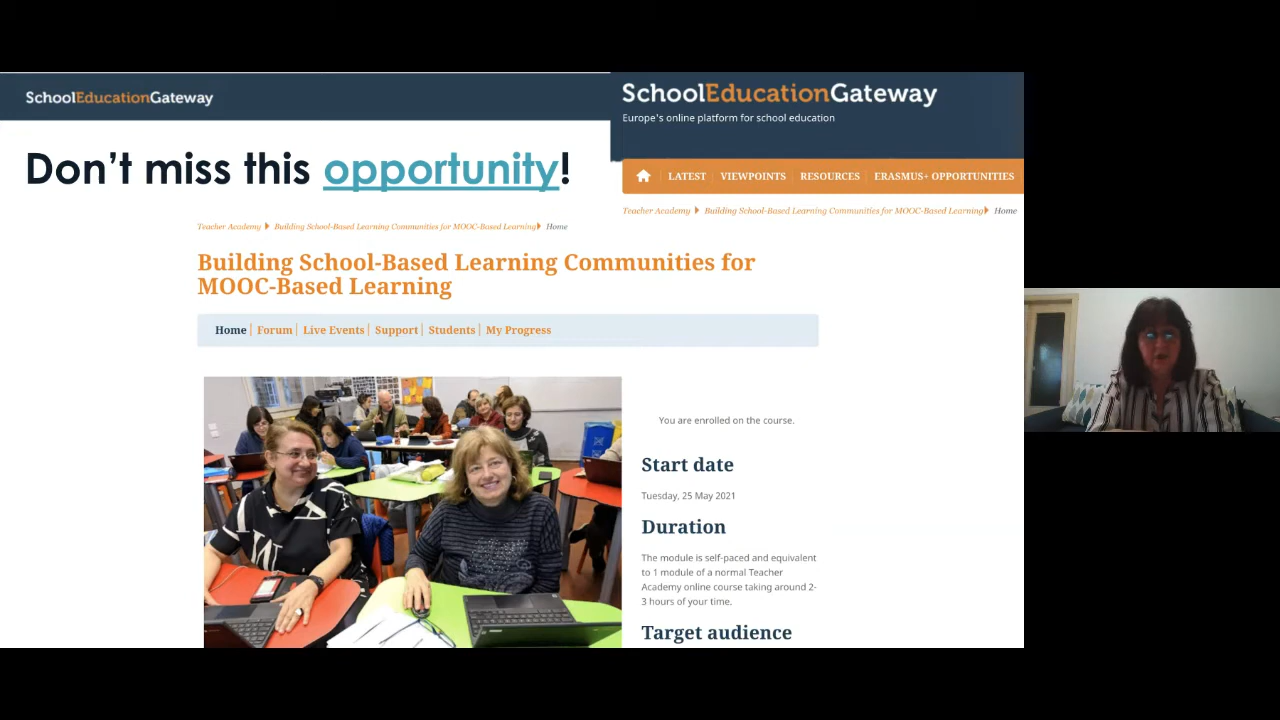 SchoolEducationGateway
Don't miss this opportunity!
SchoolEducationGateway
Europe's online platform for school education
LATEST VIEWPOINTS RESOURCES ERASMUS+ OPPORTUNITIES
Teacher Academy Building School-Based Learning Communities for MOOC-Based Learning Home
Teacher Academy Building School-Based Learning Communities for MOOC-Based Learning Home
Building School-Based Learning Communities for
MOOC-Based Learning
Home Forum Live Events Support Students My Progress
You are enrolled on the course.
Start date
Tuesday, 25 May 2021
Duration
The module is self-paced and equivalent
to 1 module of a normal Teacher
Academy online course taking around 2-
3 hours of your time.
Target audience